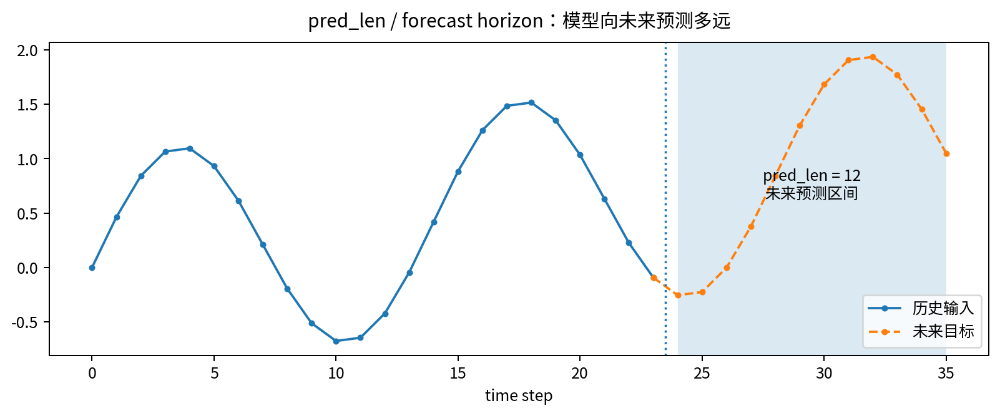 pred_len / forecast horizon：模型向未来预测多远
2.0
1.5
1.0
0.5
0.0
-0.5
pred_len = 12
未来预测区间
历史输入
未来目标
0 5 10 15 20 25 30 35
time step